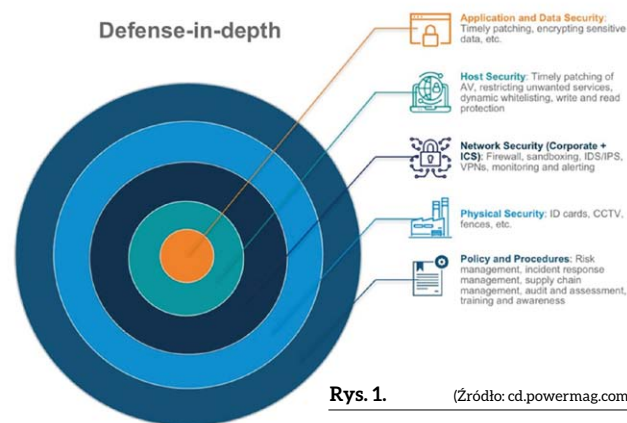 Defense-in-depth
Application and Data Security:
Timely patching, encrypting sensitive
data, etc.
Host Security: Timely patching of
AV, restricting unwanted services,
dynamic whitelisting, write and read
protection
Network Security (Corporate +
ICS): Firewall, sandboxing, IDS/IPS,
VPNs, monitoring and alerting
Physical Security: ID cards, CCTV,
fences, etc.
Policy and Procedures: Risk
management, incident response
management, supply chain
management, audit and assessment,
training and awareness
Rys. 1. (Źródło: cd.powermag.com